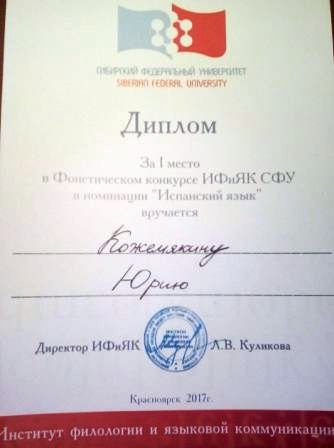 СИБИРСКИЙ ФЕДЕРАЛЬНЫЙ УНИВЕРСИТЕТ
SIBERIAN FEDERAL UNIVERSITY
Диплом
За I место
в Фонетическом конкурсе ИФиЯК СФУ
в номинации "Испанский язык"
вручается
Кожемякину
Юрию
Директор ИФиЯК Л.В. Куликова
Красноярск 2017г.
Институт филологии и языковой коммуникации